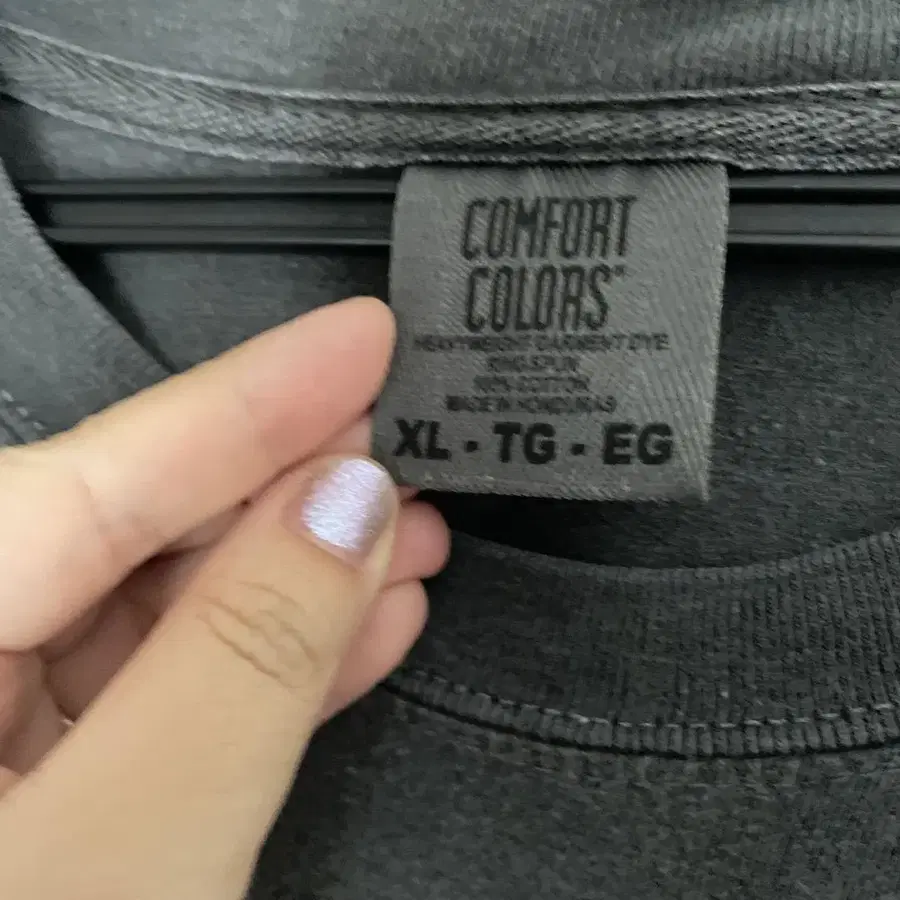 COMFORT
COLORS®
HEAVYWEIGHT GARMENT DYE
RING SPUN
100% COTTON
MADE IN HONDURAS
XL · TG · EG